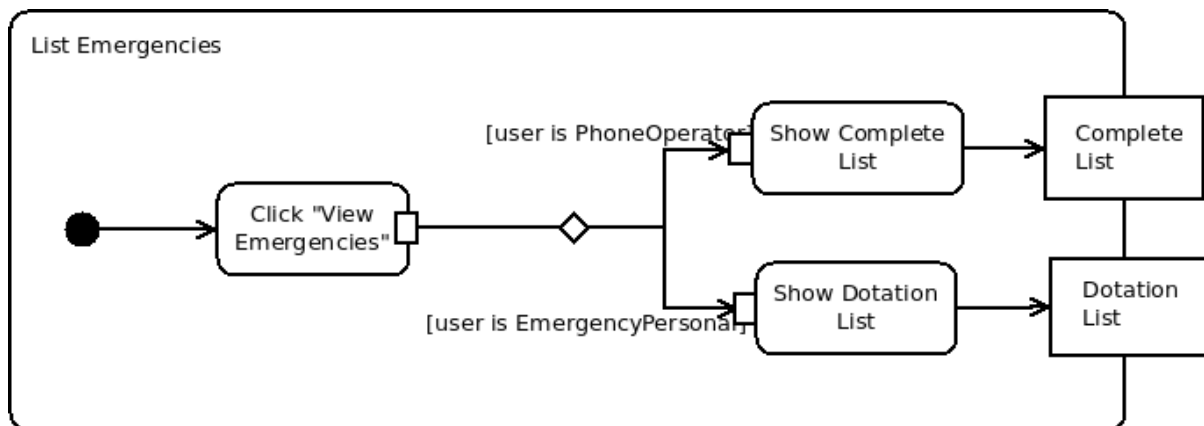 List Emergencies
[user is PhoneOperator]
Show Complete
List
Complete
List
Click "View
Emergencies"
Show Dotation
List
Dotation
List
[user is EmergencyPersonal]